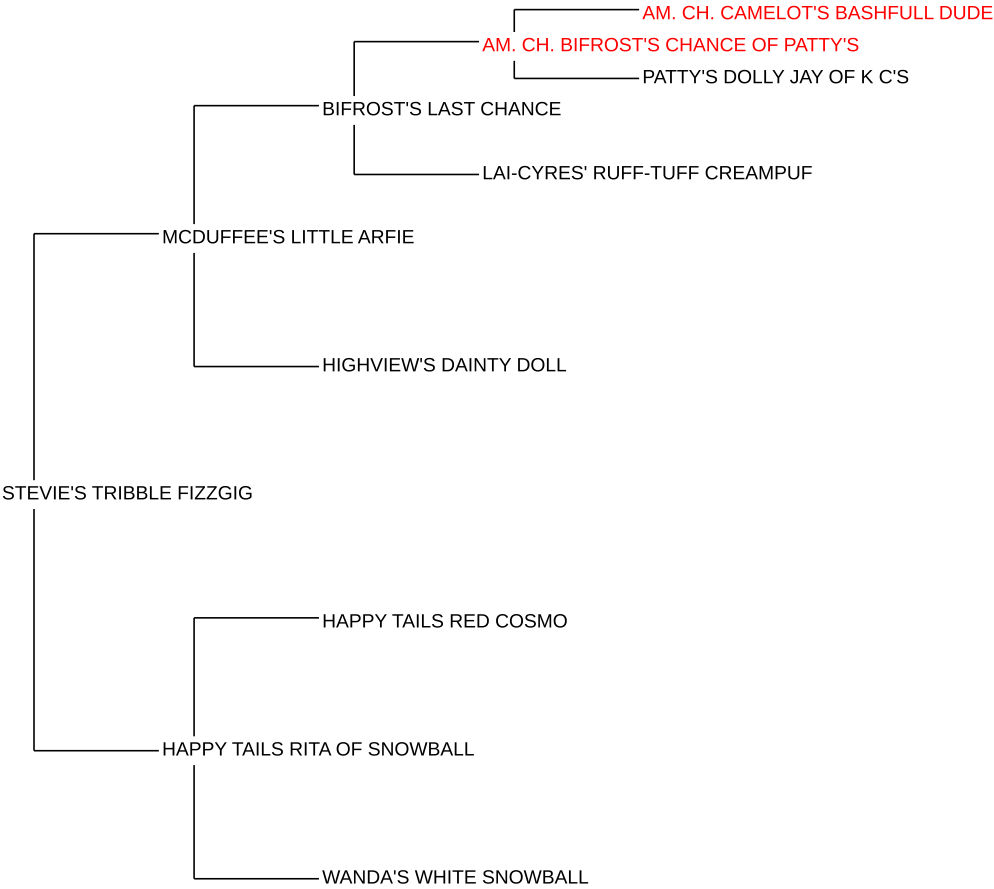 AM. CH. CAMELOT'S BASHFULL DUDE
AM. CH. BIFROST'S CHANCE OF PATTY'S
PATTY'S DOLLY JAY OF K C'S
BIFROST'S LAST CHANCE
LAI-CYRES' RUFF-TUFF CREAMPUF
MCDUFFEE'S LITTLE ARFIE
HIGHVIEW'S DAINTY DOLL
STEVIE'S TRIBBLE FIZZGIG
HAPPY TAILS RED COSMO
HAPPY TAILS RITA OF SNOWBALL
WANDA'S WHITE SNOWBALL